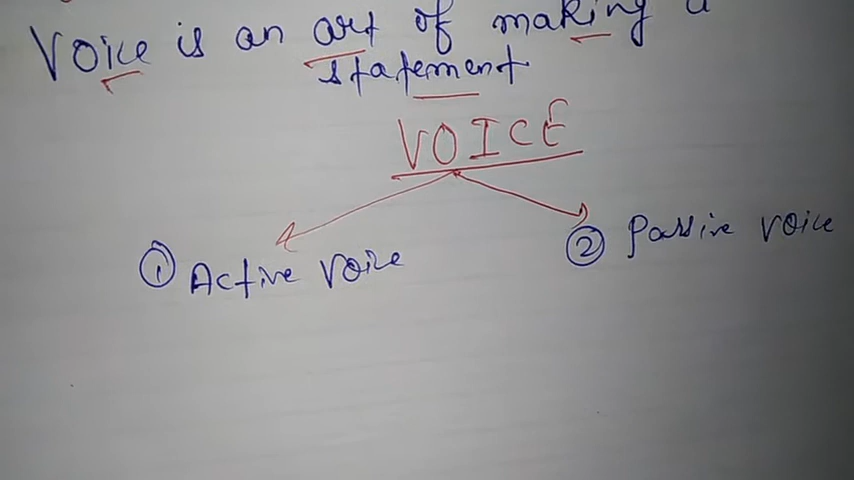 Voice is an art of making a
statement
VOICE
① Active Voice
② Passive Voice